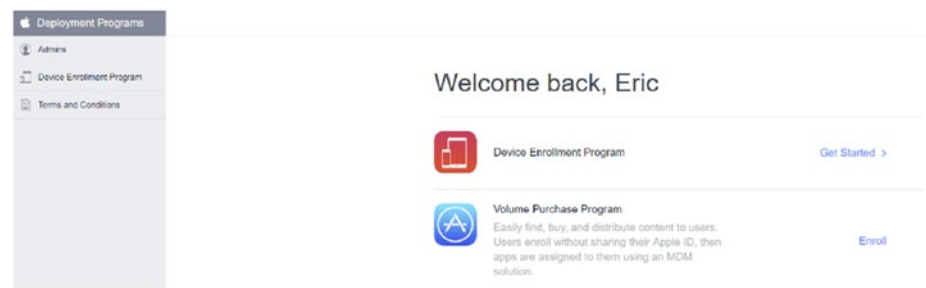 Deployment Programs
Admins
Device Enrollment Program
Terms and Conditions
Welcome back, Eric
Device Enrollment Program
Get Started >
Volume Purchase Program
Easily find, buy, and distribute content to users.
Users enroll without sharing their Apple ID, then
apps are assigned to them using an MDM
solution.
Enroll